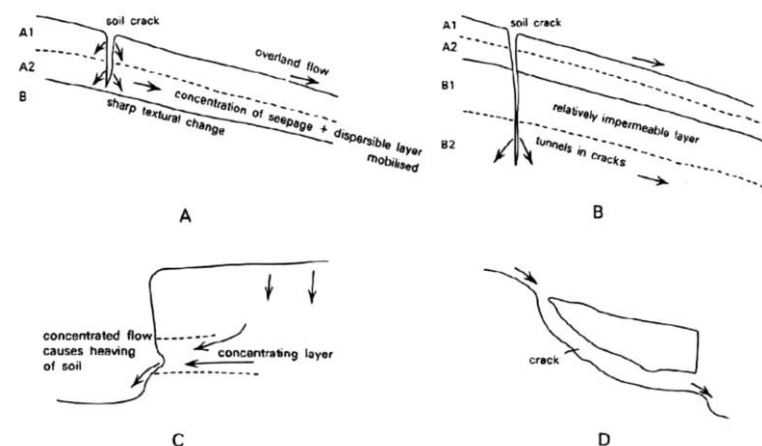 soil crack
A1
A2
B
overland flow
concentration of seepage + dispersible layer
mobilised
sharp textural change
A
soil crack
A1
A2
B1
B2
relatively impermeable layer
tunnels in cracks
B
concentrated flow
causes heaving
of soil
concentrating layer
C
crack
D